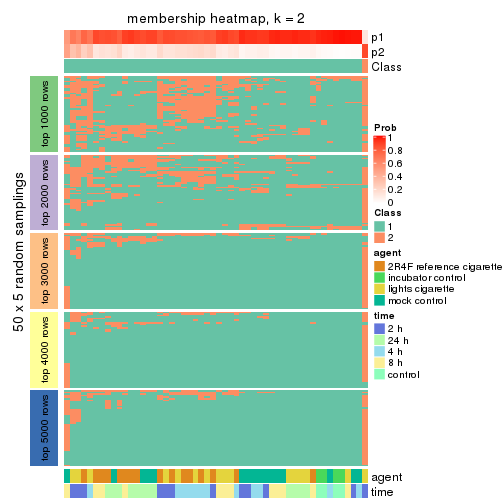 membership heatmap, k = 2
p1
p2
Class
50 x 5 random samplings
top 1000 rows
top 2000 rows
top 3000 rows
top 4000 rows
top 5000 rows
Prob
1
0.8
0.6
0.4
0.2
0
Class
1
2
agent
2R4F reference cigarette
incubator control
lights cigarette
mock control
time
2 h
24 h
4 h
8 h
control
agent
time